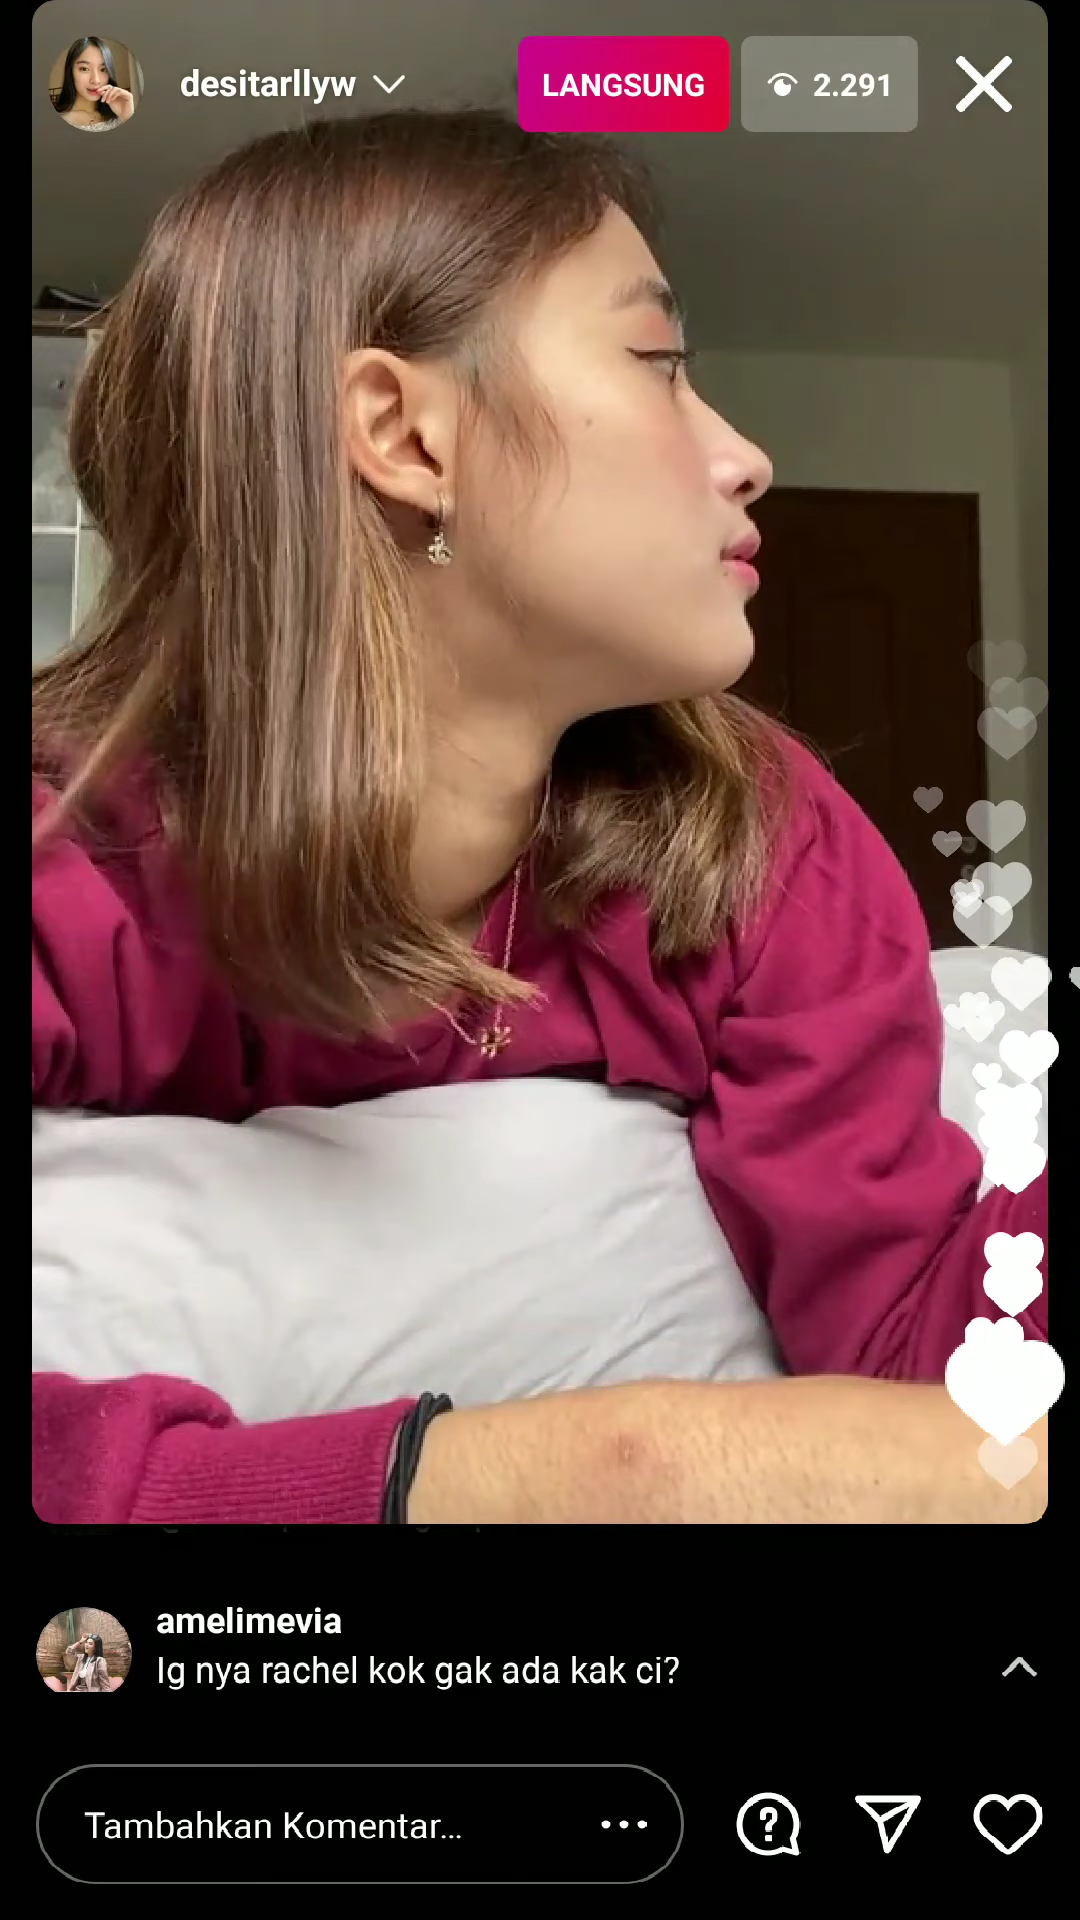 desitarllyw
LANGSUNG
2.291
amelimevia
Ig nya rachel kok gak ada kak ci?
Tambahkan Komentar...